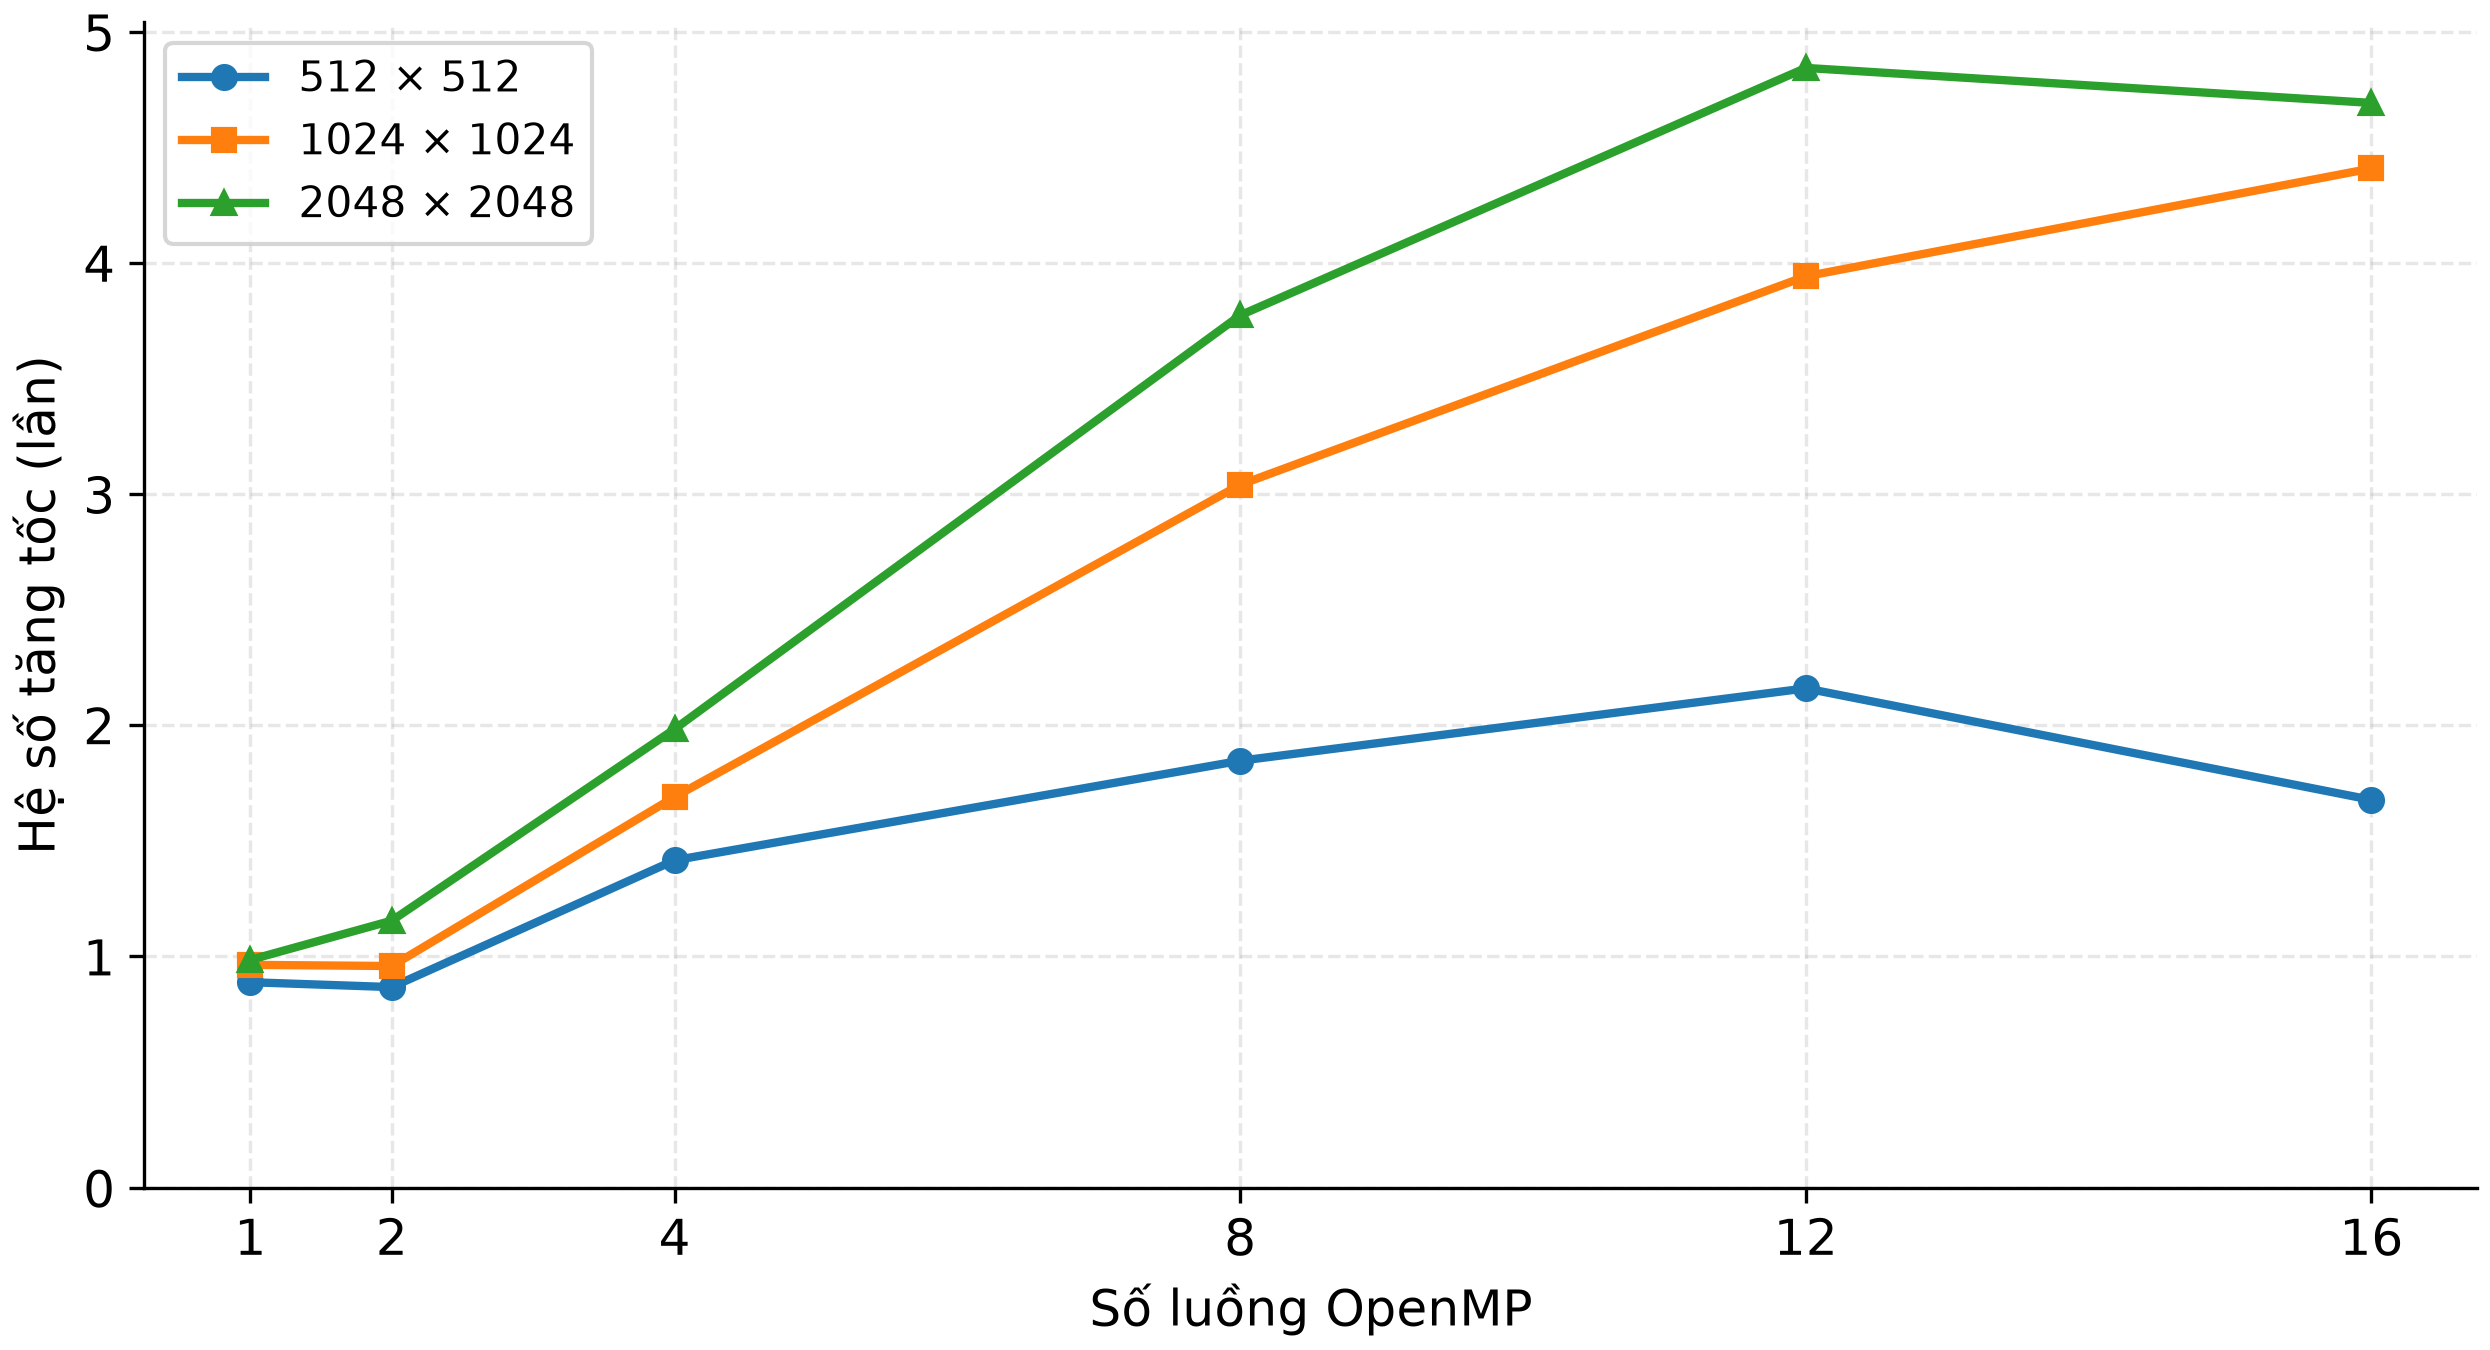 512 × 512
1024 × 1024
2048 × 2048
Hệ số tăng tốc (lần)
5
4
3
2
1
0
1 2 4 8 12 16
Số luồng OpenMP